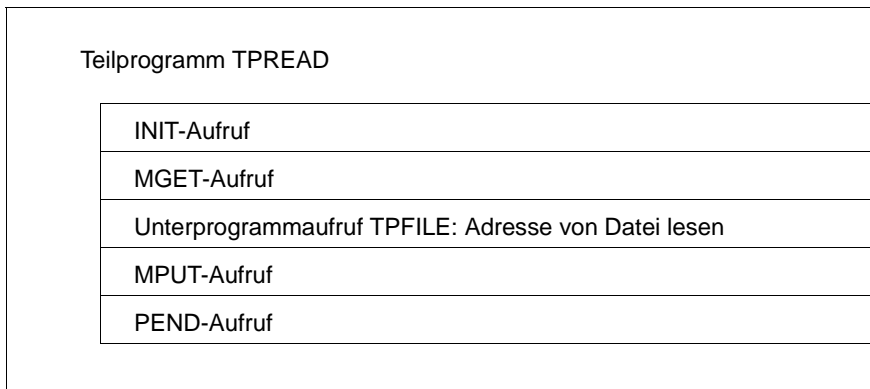 Teilprogramm TPREAD
INIT-Aufruf
MGET-Aufruf
Unterprogrammaufruf TPFILE: Adresse von Datei lesen
MPUT-Aufruf
PEND-Aufruf